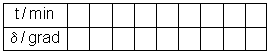 t / min
δ / grad